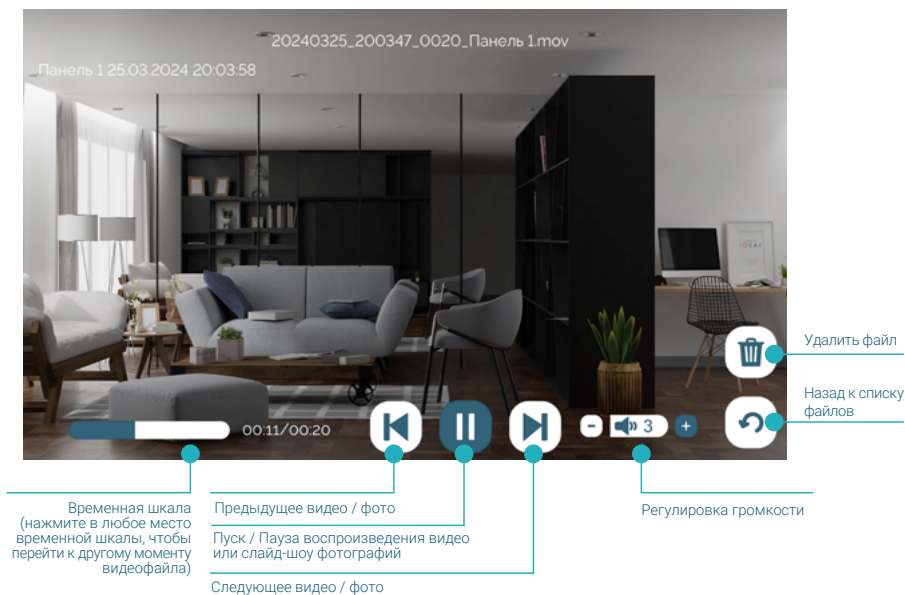 20240325_200347_0020_Панель 1.mov
Панель 1 25.03.2024 20:03:58
00:11/00:20
3
Удалить файл
Назад к списку
файлов
Временная шкала
(нажмите в любое место
временной шкалы, чтобы
перейти к другому моменту
видеофайла)
Предыдущее видео / фото
Пуск / Пауза воспроизведения видео
или слайд-шоу фотографий
Следующее видео / фото
Регулировка громкости